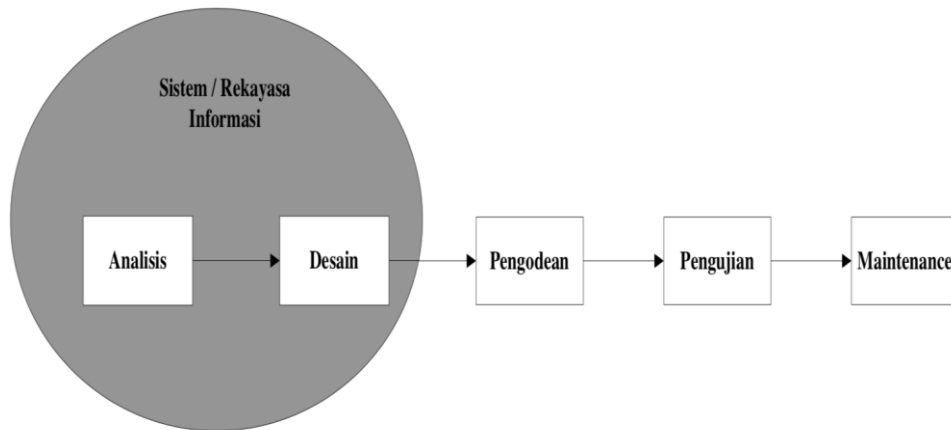 Sistem / Rekayasa
Informasi
Analisis
Desain
Pengodean
Pengujian
Maintenance